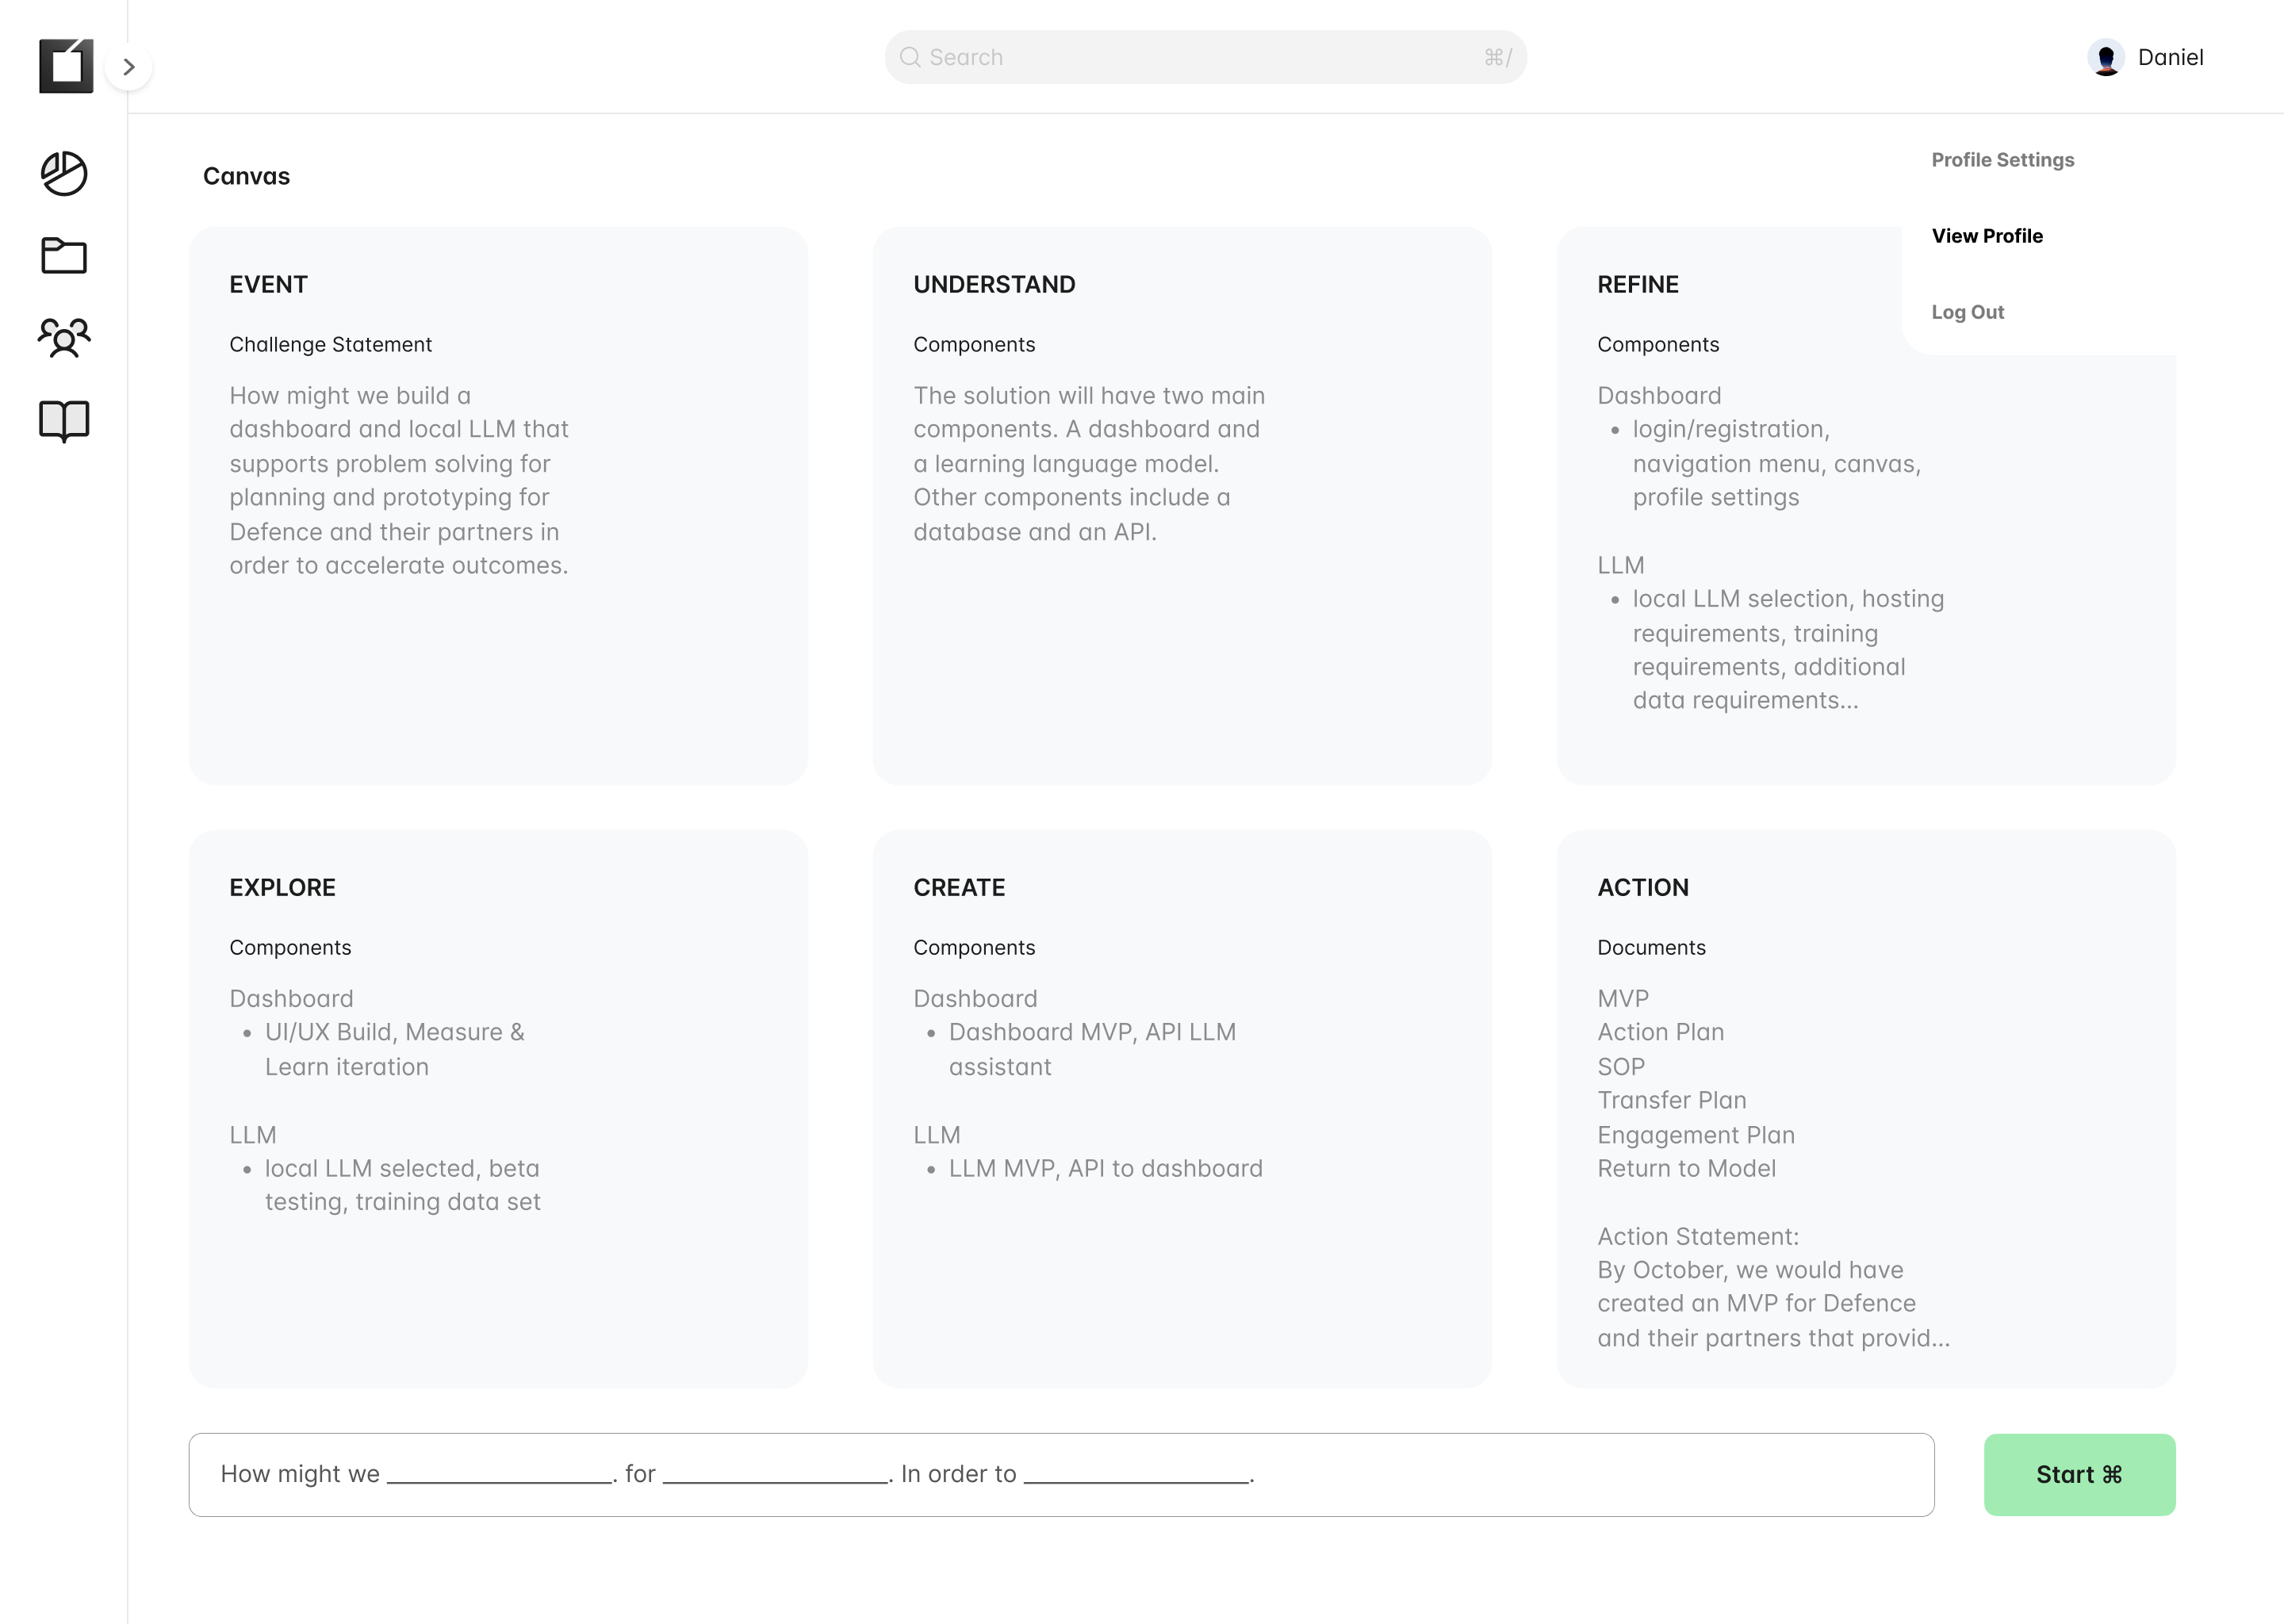 Search ⌘/
Daniel
Profile Settings
View Profile
Log Out
Canvas
EVENT
Challenge Statement
How might we build a
dashboard and local LLM that
supports problem solving for
planning and prototyping for
Defence and their partners in
order to accelerate outcomes.
UNDERSTAND
Components
The solution will have two main
components. A dashboard and
a learning language model.
Other components include a
database and an API.
REFINE
Components
Dashboard
• login/registration,
navigation menu, canvas,
profile settings
LLM
• local LLM selection, hosting
requirements, training
requirements, additional
data requirements...
EXPLORE
Components
Dashboard
• UI/UX Build, Measure &
Learn iteration
LLM
• local LLM selected, beta
testing, training data set
CREATE
Components
Dashboard
• Dashboard MVP, API LLM
assistant
LLM
• LLM MVP, API to dashboard
ACTION
Documents
MVP
Action Plan
SOP
Transfer Plan
Engagement Plan
Return to Model
Action Statement:
By October, we would have
created an MVP for Defence
and their partners that provid...
How might we _________________. for _________________. In order to _________________.
Start ⌘